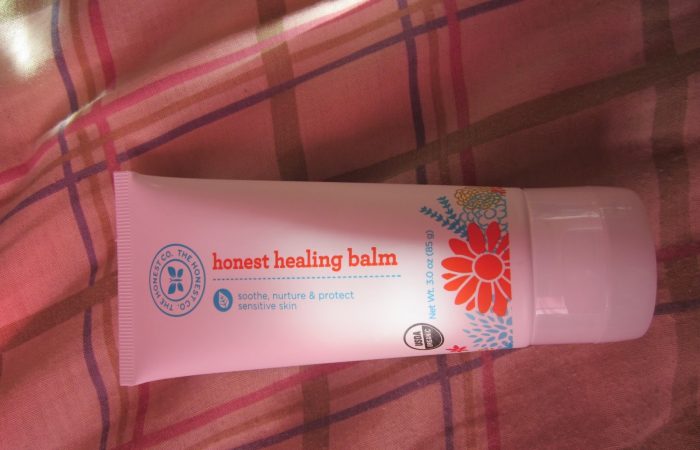 THE HONEST CO. THE HONEST CO.
honest healing balm
soothe, nurture & protect
sensitive skin
Net Wt. 3.0 oz (85 g)
USDA
ORGANIC